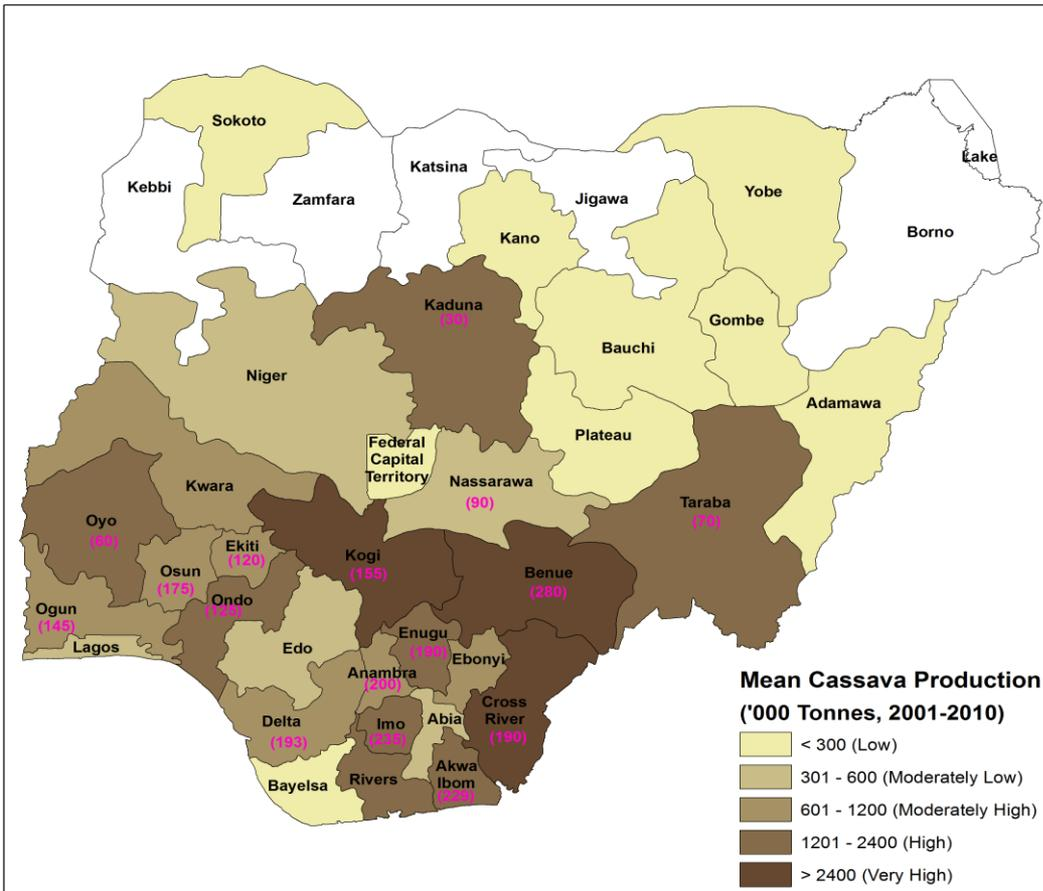 Sokoto
Kebbi
Zamfara
Katsina
Jigawa
Kano
Yobe
Lake
Borno
Kaduna
(30)
Gombe
Bauchi
Niger
Adamawa
Plateau
Federal
Capital
Territory
Nassarawa
(90)
Taraba
(70)
Kwara
Oyo
(60)
Ekiti
(120)
Osun
(175)
Kogi
(155)
Benue
(280)
Ogun
(145)
Ondo
(125)
Lagos
Edo
Enugu
(190)
Ebonyi
Anambra
(200)
Delta
(193)
Imo
(235)
Abia
Cross
River
(190)
Bayelsa
Rivers
Akwa
Ibom
(229)
Mean Cassava Production
('000 Tonnes, 2001-2010)
< 300 (Low)
301 - 600 (Moderately Low)
601 - 1200 (Moderately High)
1201 - 2400 (High)
> 2400 (Very High)